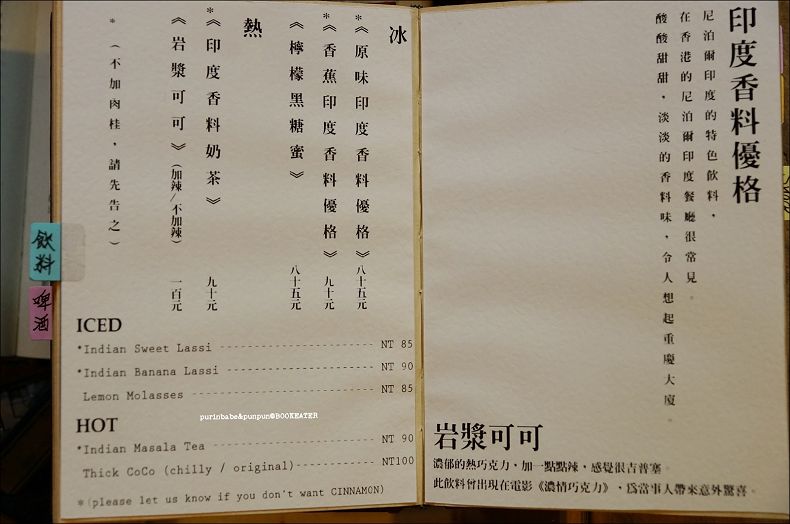 印度香料優格
尼泊爾印度的特色飲料，
在香港的尼泊爾印度餐廳很常見。
酸酸甜甜，淡淡的香料味，令人想起重慶大廈。
岩漿可可
濃郁的熱巧克力，加一點點辣，感覺很吉普塞。
此飲料曾出現在電影《濃情巧克力》，為當事人帶來意外驚喜。
冰
*《原味印度香料優格》八十五元
*《香蕉印度香料優格》九十元
《檸檬黑糖蜜》八十五元
熱
*《印度香料奶茶》九十元
《岩漿可可》（加辣/不加辣）一百元
*（不加肉桂，請先告之）
飲料
啤酒
ICED
*Indian Sweet Lassi ---------------------- NT 85
*Indian Banana Lassi ---------------------- NT 90
Lemon Molasses ---------------------- NT 85
purinbabe&punpun@BOOKEATER
HOT
*Indian Masala Tea ---------------------- NT 90
Thick CoCo (chilly / original)-------------- NT100
*(please let us know if you don't want CINNAMON)